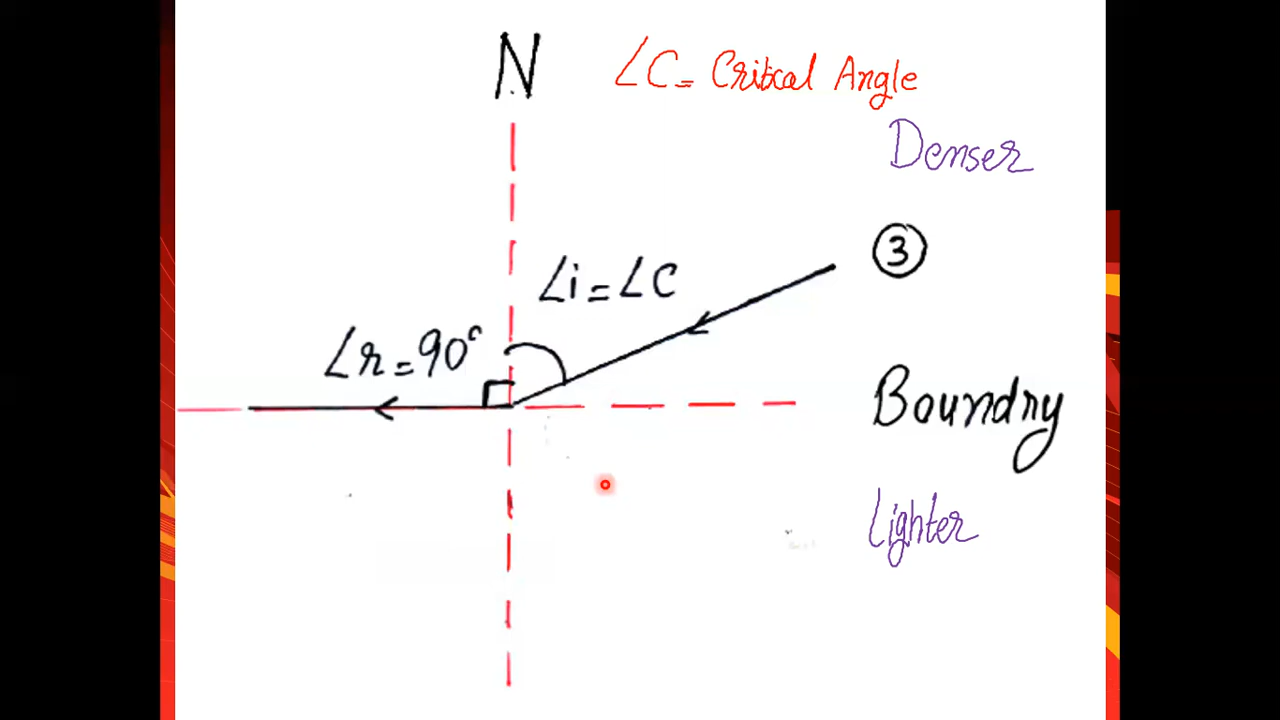 N
∠C = Critical Angle
Denser
③
∠i = ∠C
∠r = 90°
Boundry
Lighter